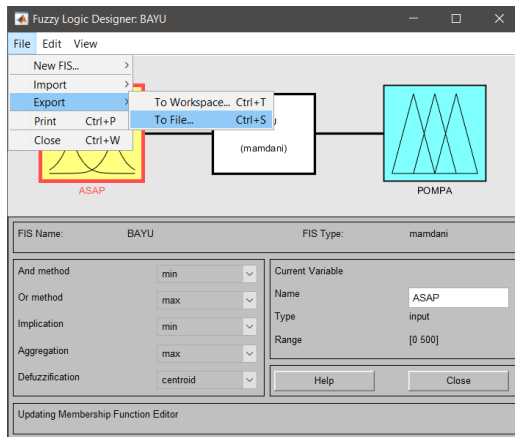 Fuzzy Logic Designer: BAYU
File Edit View
New FIS... >
Import >
Export >
To Workspace... Ctrl+T
To File... Ctrl+S
Print Ctrl+P
Close Ctrl+W
(mamdani)
ASAP
POMPA
FIS Name: BAYU FIS Type: mamdani
And method min
Or method max
Implication min
Aggregation max
Defuzzification centroid
Current Variable
Name ASAP
Type input
Range [0 500]
Help Close
Updating Membership Function Editor